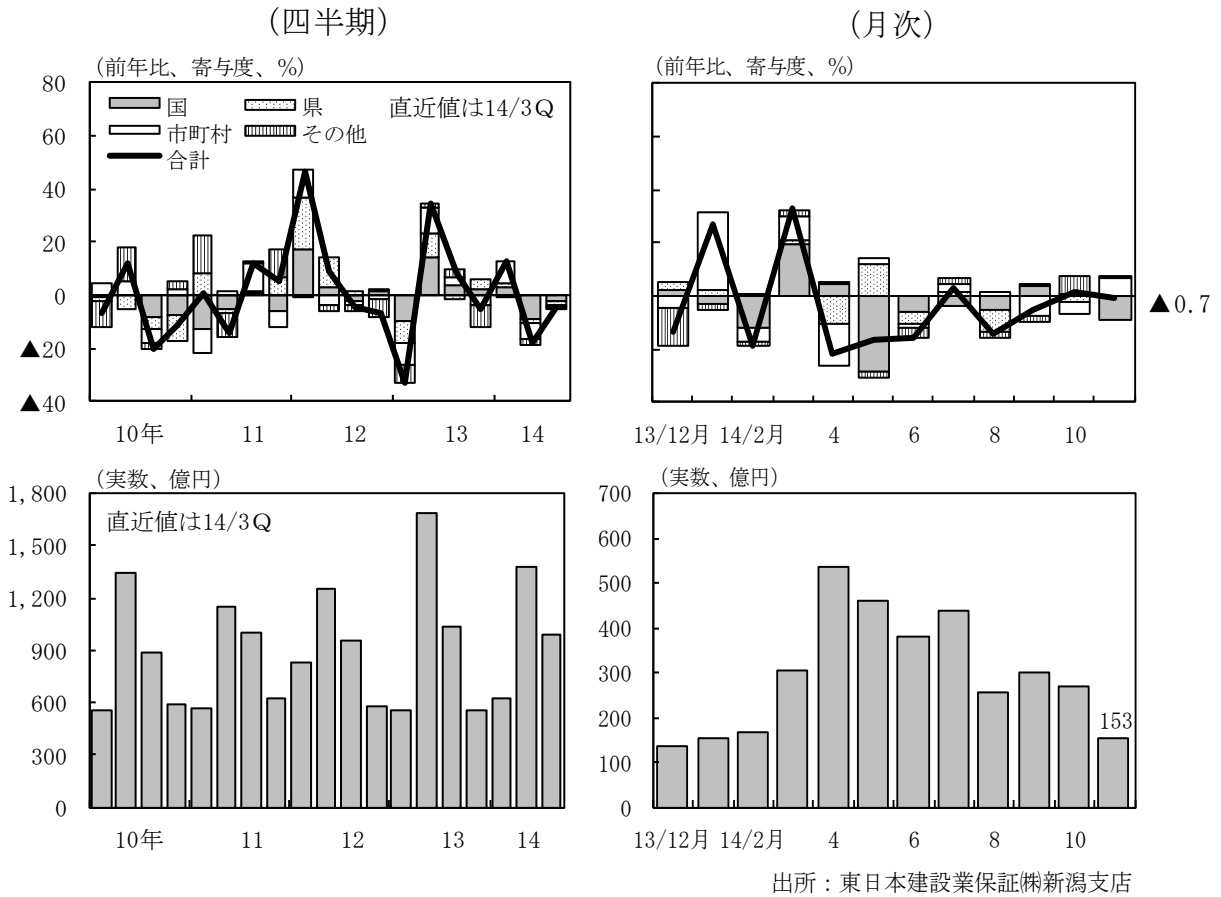 (四半期)
(前年比、寄与度、%)
80
60
40
20
0
▲20
▲40
国
県
直近値は14/3Q
市町村
その他
合計
10年 11 12 13 14
(月次)
(前年比、寄与度、%)
▲0.7
13/12月 14/2月 4 6 8 10
(実数、億円)
1,800
1,500
1,200
900
600
300
0
直近値は14/3Q
10年 11 12 13 14
(実数、億円)
700
600
500
400
300
200
100
0
153
13/12月 14/2月 4 6 8 10
出所：東日本建設業保証㈱新潟支店